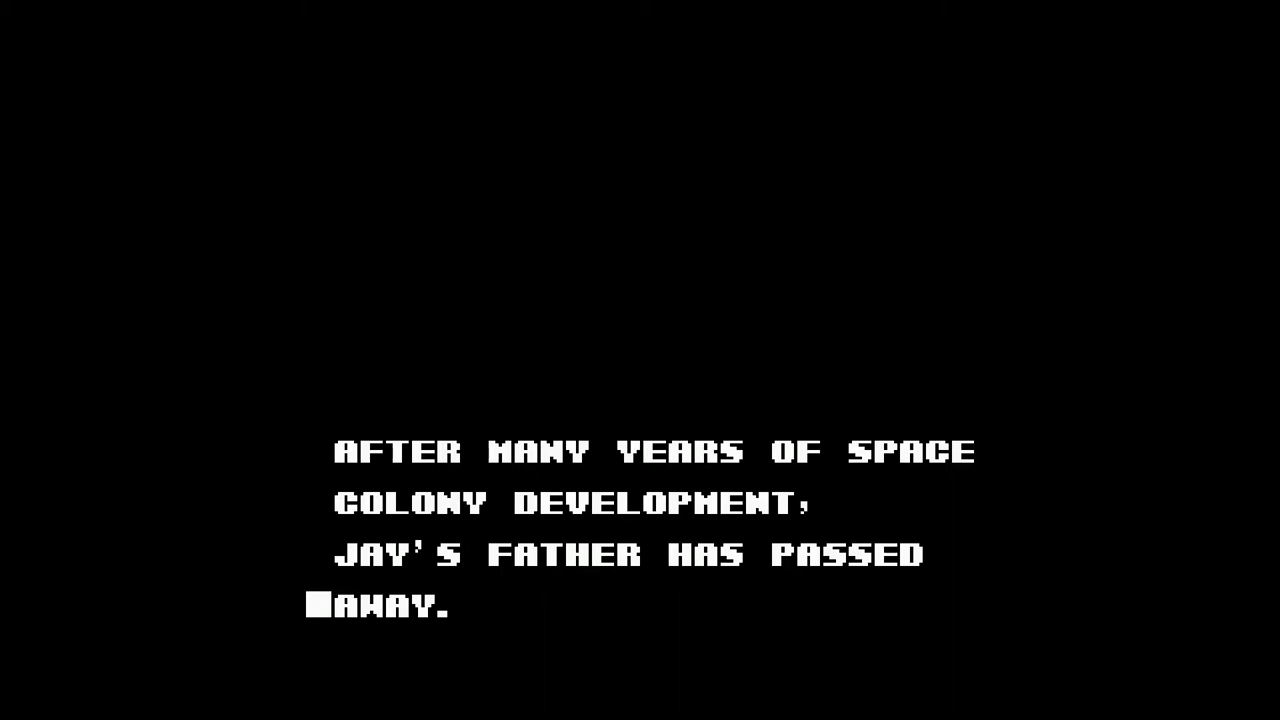 AFTER MANY YEARS OF SPACE
COLONY DEVELOPMENT,
JAY'S FATHER HAS PASSED
AWAY.